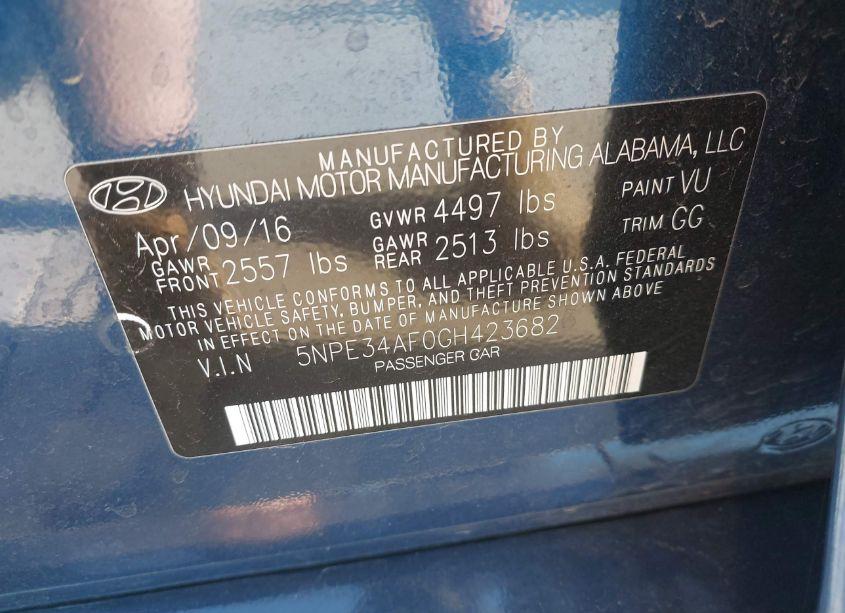 MANUFACTURED BY
HYUNDAI MOTOR MANUFACTURING ALABAMA, LLC
Apr/09/16 GVWR 4497 lbs PAINT VU
GAWR FRONT 2557 lbs GAWR REAR 2513 lbs TRIM GG
THIS VEHICLE CONFORMS TO ALL APPLICABLE U.S.A. FEDERAL
MOTOR VEHICLE SAFETY, BUMPER, AND THEFT PREVENTION STANDARDS
IN EFFECT ON THE DATE OF MANUFACTURE SHOWN ABOVE
V.I.N 5NPE34AF0GH423682
PASSENGER CAR